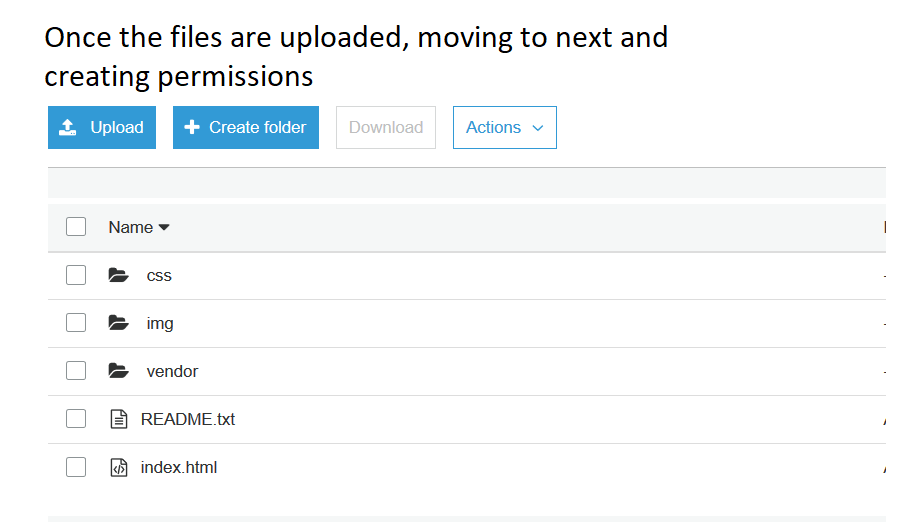 Once the files are uploaded, moving to next and
creating permissions
Upload Create folder Download Actions
Name
css
img
vendor
README.txt
index.html